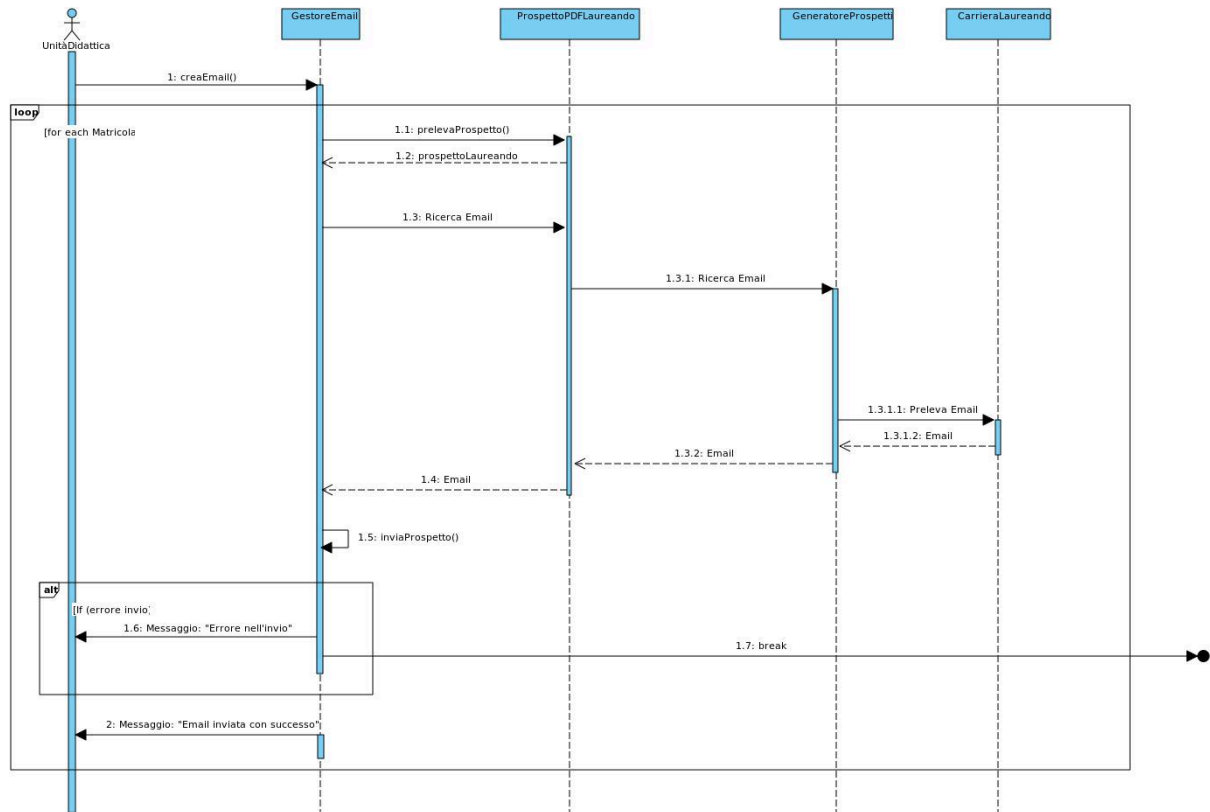 GestoreEmail
ProspettoPDFLaureando
GeneratoreProspetti
CarrieraLaureando
UnitàDidattica
1: creaEmail()
loop
[for each Matricola
1.1: prelevaProspetto()
1.2: prospettoLaureando
1.3: Ricerca Email
1.3.1: Ricerca Email
1.3.1.1: Preleva Email
1.3.1.2: Email
1.3.2: Email
1.4: Email
1.5: inviaProspetto()
alt
[If (errore invio)
1.6: Messaggio: "Errore nell'invio"
1.7: break
2: Messaggio: "Email inviata con successo"